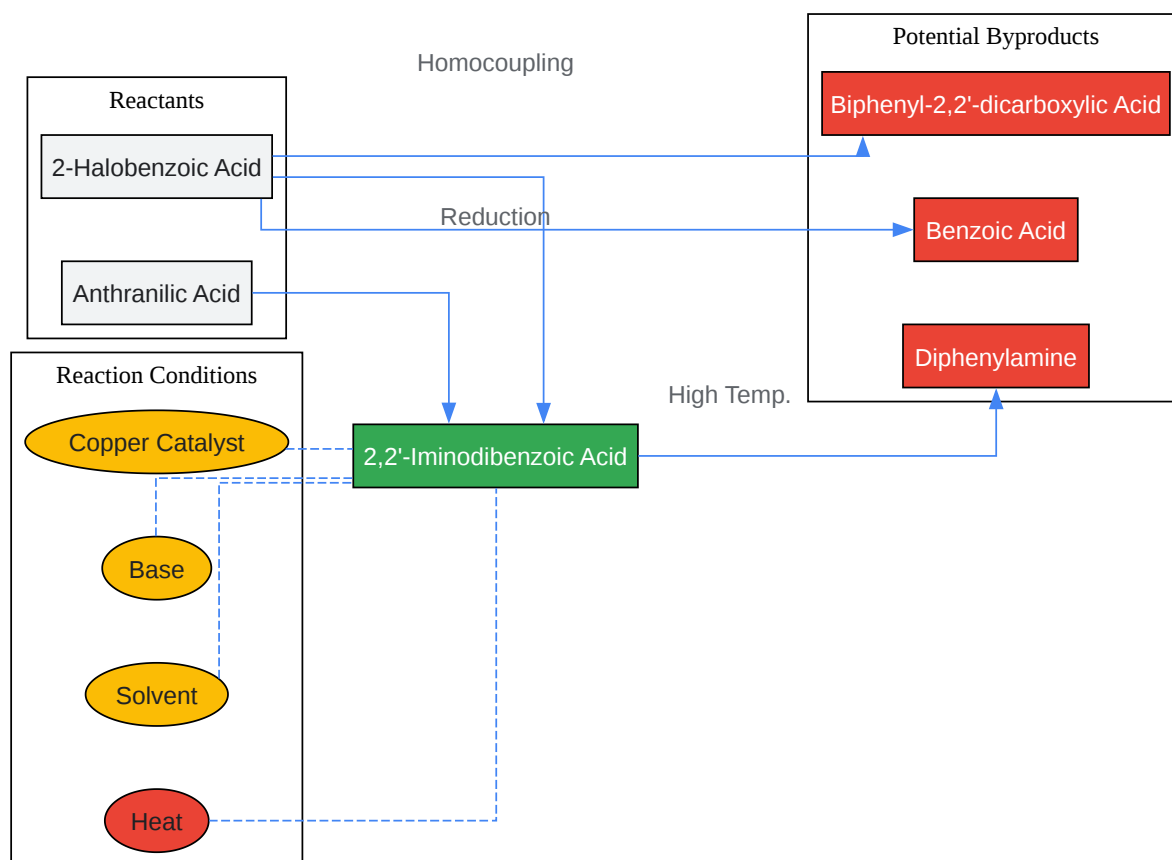 Potential Byproducts
Homocoupling
Reactants
Biphenyl-2,2'-dicarboxylic Acid
2-Halobenzoic Acid
Reduction
Benzoic Acid
Anthranilic Acid
Diphenylamine
Reaction Conditions
High Temp.
Copper Catalyst
2,2'-Iminodibenzoic Acid
Base
Solvent
Heat